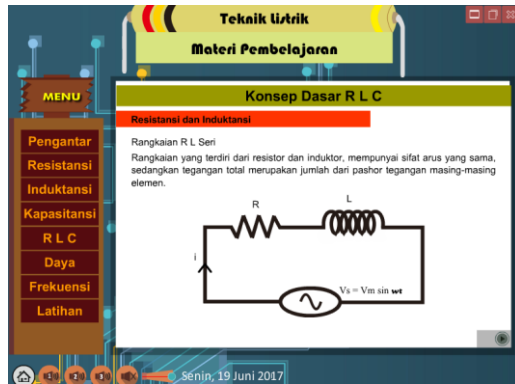 Teknik Listrik
Materi Pembelajaran
MENU
Pengantar
Resistansi
Induktansi
Kapasitansi
R L C
Daya
Frekuensi
Latihan
Konsep Dasar R L C
Resistansi dan Induktansi
Rangkaian R L Seri
Rangkaian yang terdiri dari resistor dan induktor, mempunyai sifat arus yang sama,
sedangkan tegangan total merupakan jumlah dari pashor tegangan masing-masing
elemen.
R
L
i
Vs = Vm sin wt
Senin, 19 Juni 2017